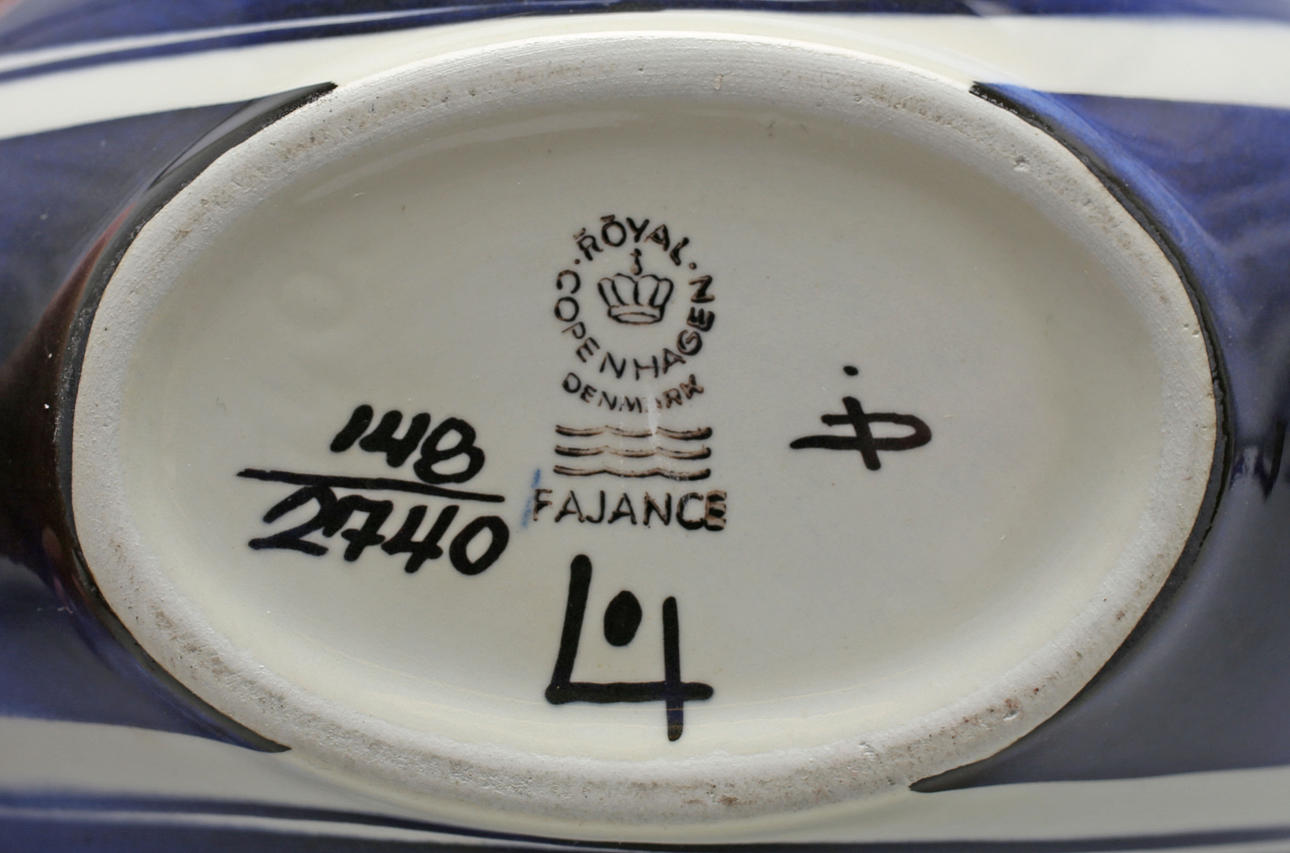 ROYAL · COPENHAGEN ·
DENMARK
FAJANCE
148
2740